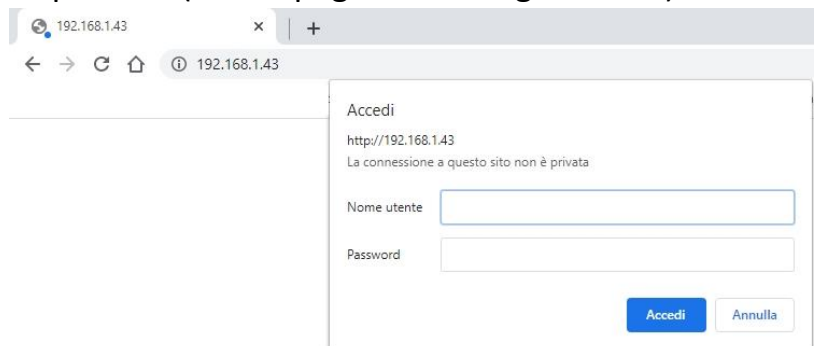 192.168.1.43
192.168.1.43
Accedi
http://192.168.1.43
La connessione a questo sito non è privata
Nome utente
Password
Accedi Annulla